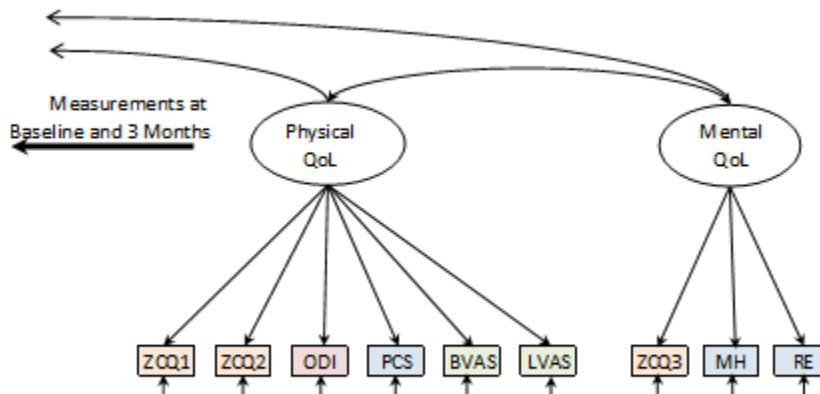 Measurements at
Baseline and 3 Months
Physical
QoL
Mental
QoL
ZCQ1
ZCQ2
ODI
PCS
BVAS
LVAS
ZCQ3
MH
RE